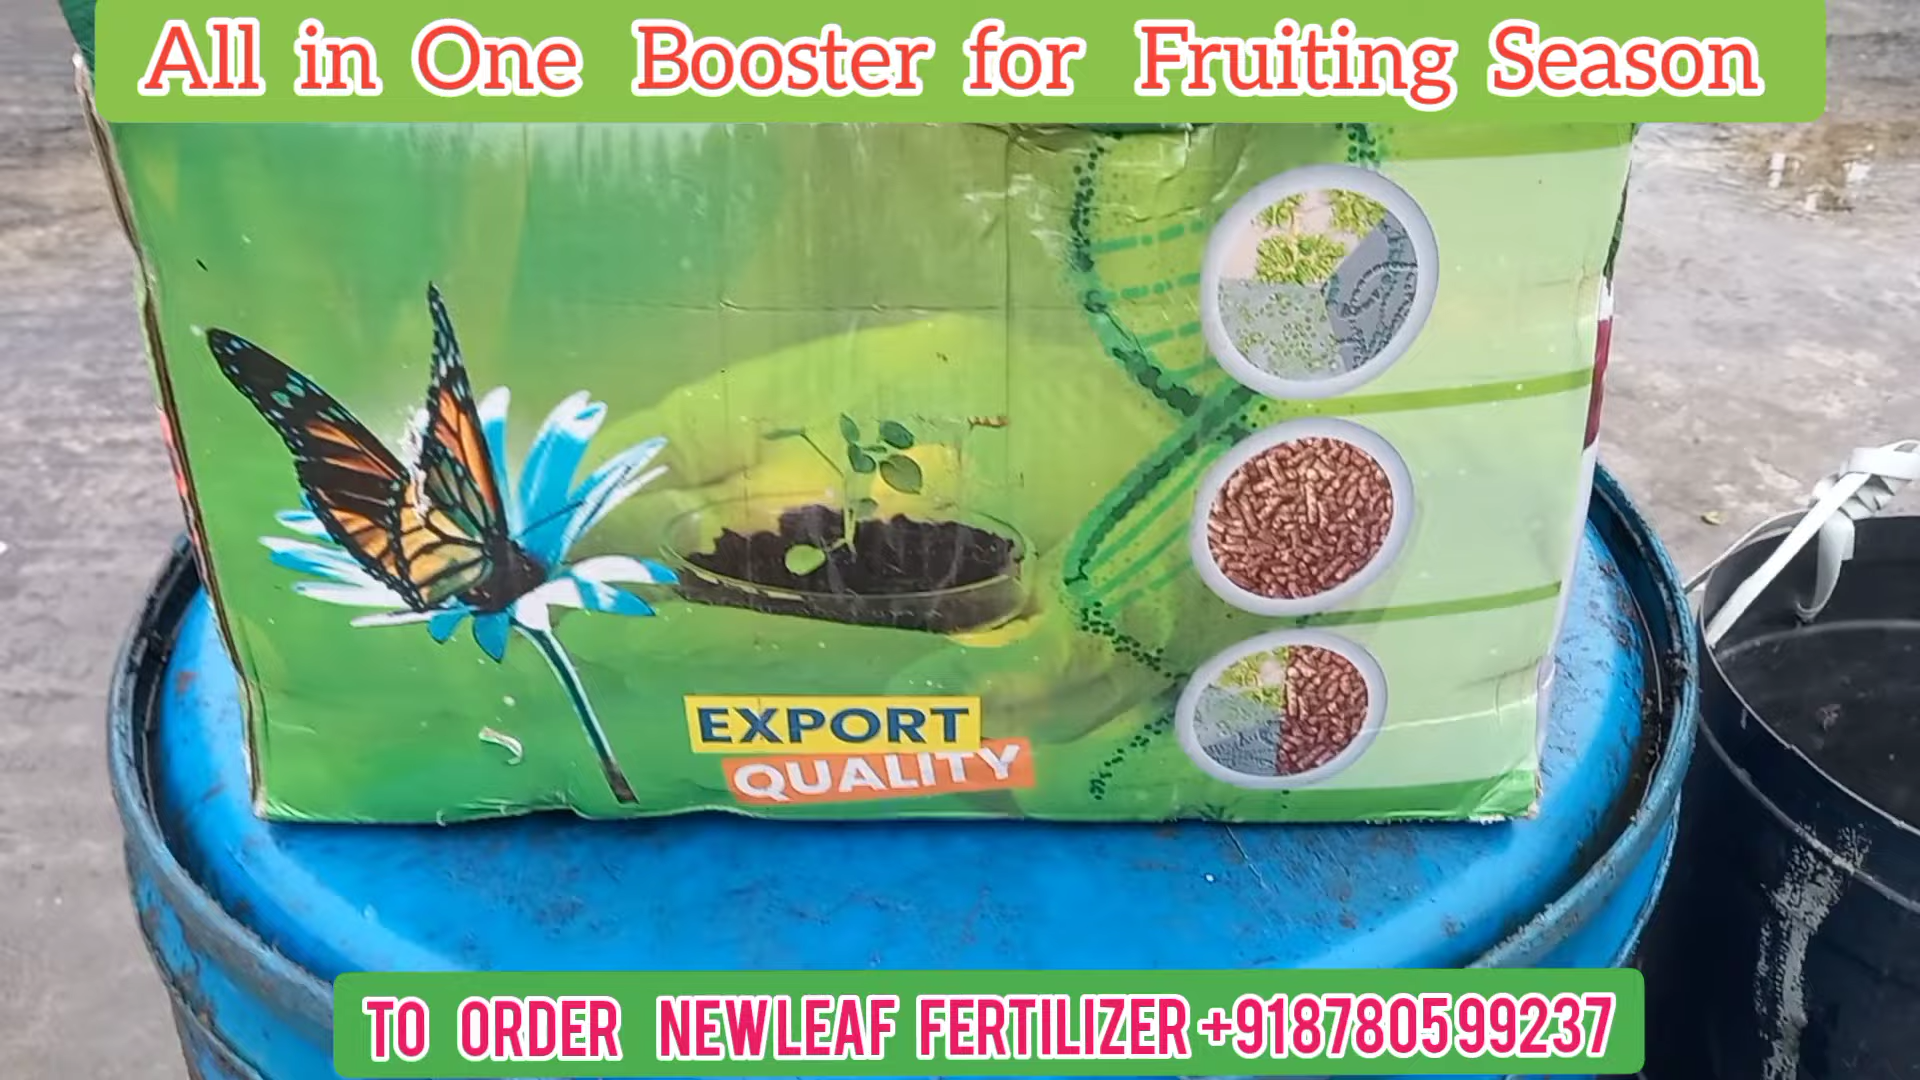 All in One Booster for Fruiting Season
EXPORT
QUALITY
TO ORDER NEWLEAF FERTILIZER +918780599237